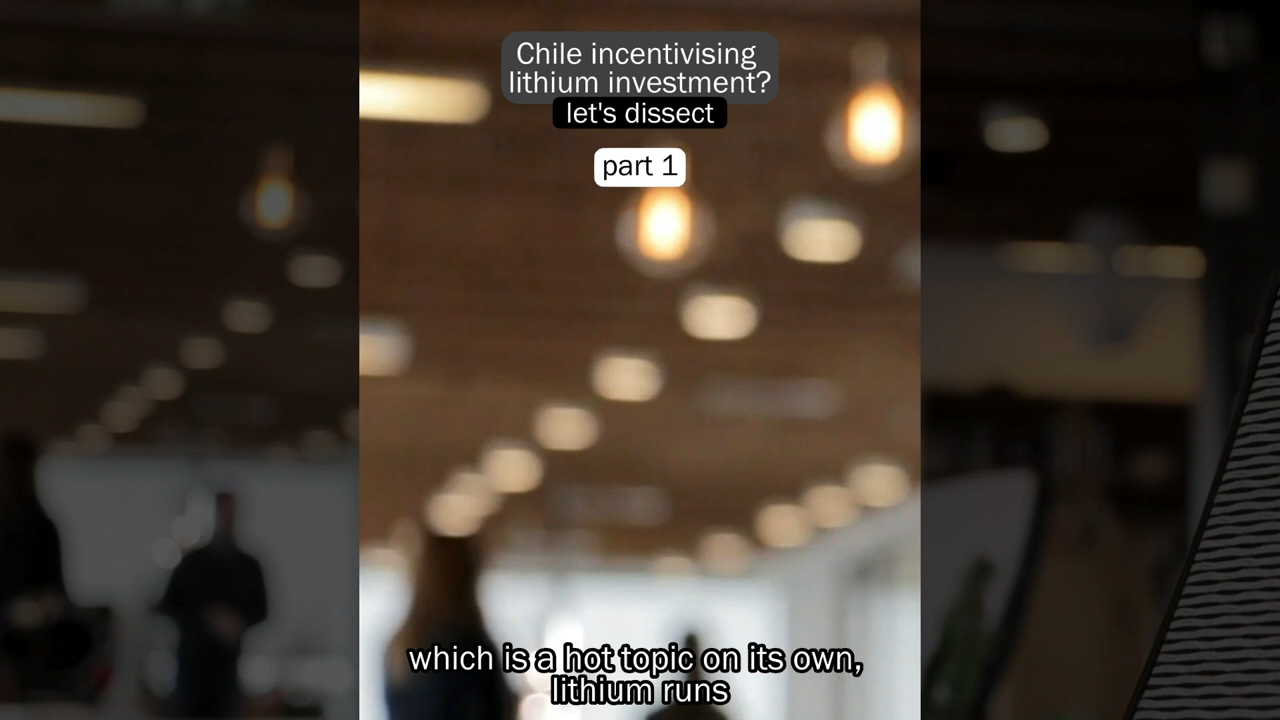 Chile incentivising
lithium investment?
let's dissect
part 1
which is a hot topic on its own,
lithium runs